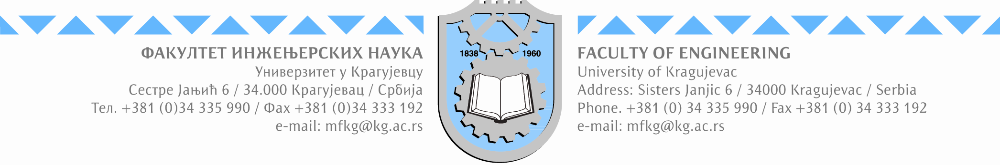 ФАКУЛТЕТ ИНЖЕЊЕРСКИХ НАУКА
Универзитет у Крагујевцу
Сестре Јањић 6 / 34.000 Крагујевац / Србија
Тел. +381 (0)34 335 990 / Фах +381 (0)34 333 192
e-mail: mfkg@kg.ac.rs
1838 1960
FACULTY OF ENGINEERING
University of Kragujevac
Address: Sisters Janjic 6 / 34000 Kragujevac / Serbia
Phone. +381 (0) 34 335 990 / Fax +381 (0) 34 333 192
e-mail: mfkg@kg.ac.rs